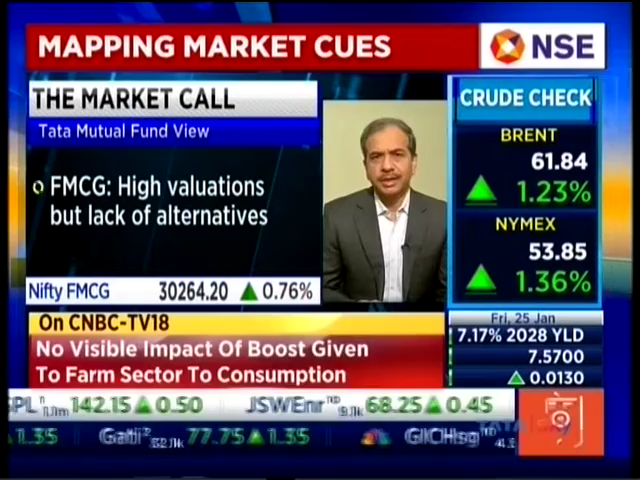 MAPPING MARKET CUES
NSE
THE MARKET CALL
Tata Mutual Fund View
FMCG: High valuations
but lack of alternatives
Nifty FMCG 30264.20 0.76%
CRUDE CHECK
BRENT
61.84
1.23%
NYMEX
53.85
1.36%
Fri, 25 Jan
7.17% 2028 YLD
7.5700
0.0130
On CNBC-TV18
No Visible Impact Of Boost Given
To Farm Sector To Consumption
SPL 142.15 0.50 JSWEnr 68.25 0.45
1.35 Gati 77.75 1.35 GICHsg
TATA sky